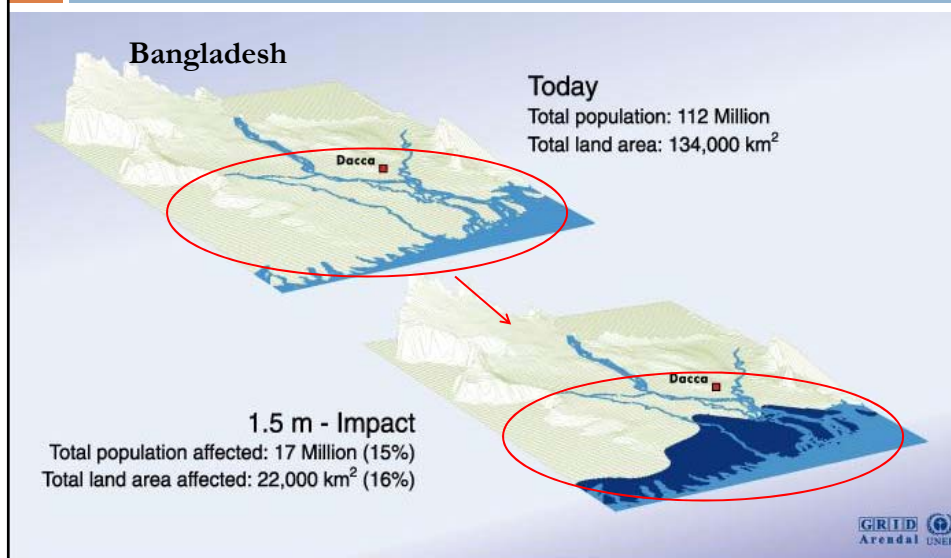 Bangladesh
Today
Total population: 112 Million
Total land area: 134,000 km²
Dacca
Dacca
1.5 m - Impact
Total population affected: 17 Million (15%)
Total land area affected: 22,000 km² (16%)
GRID
Arendal UNEP